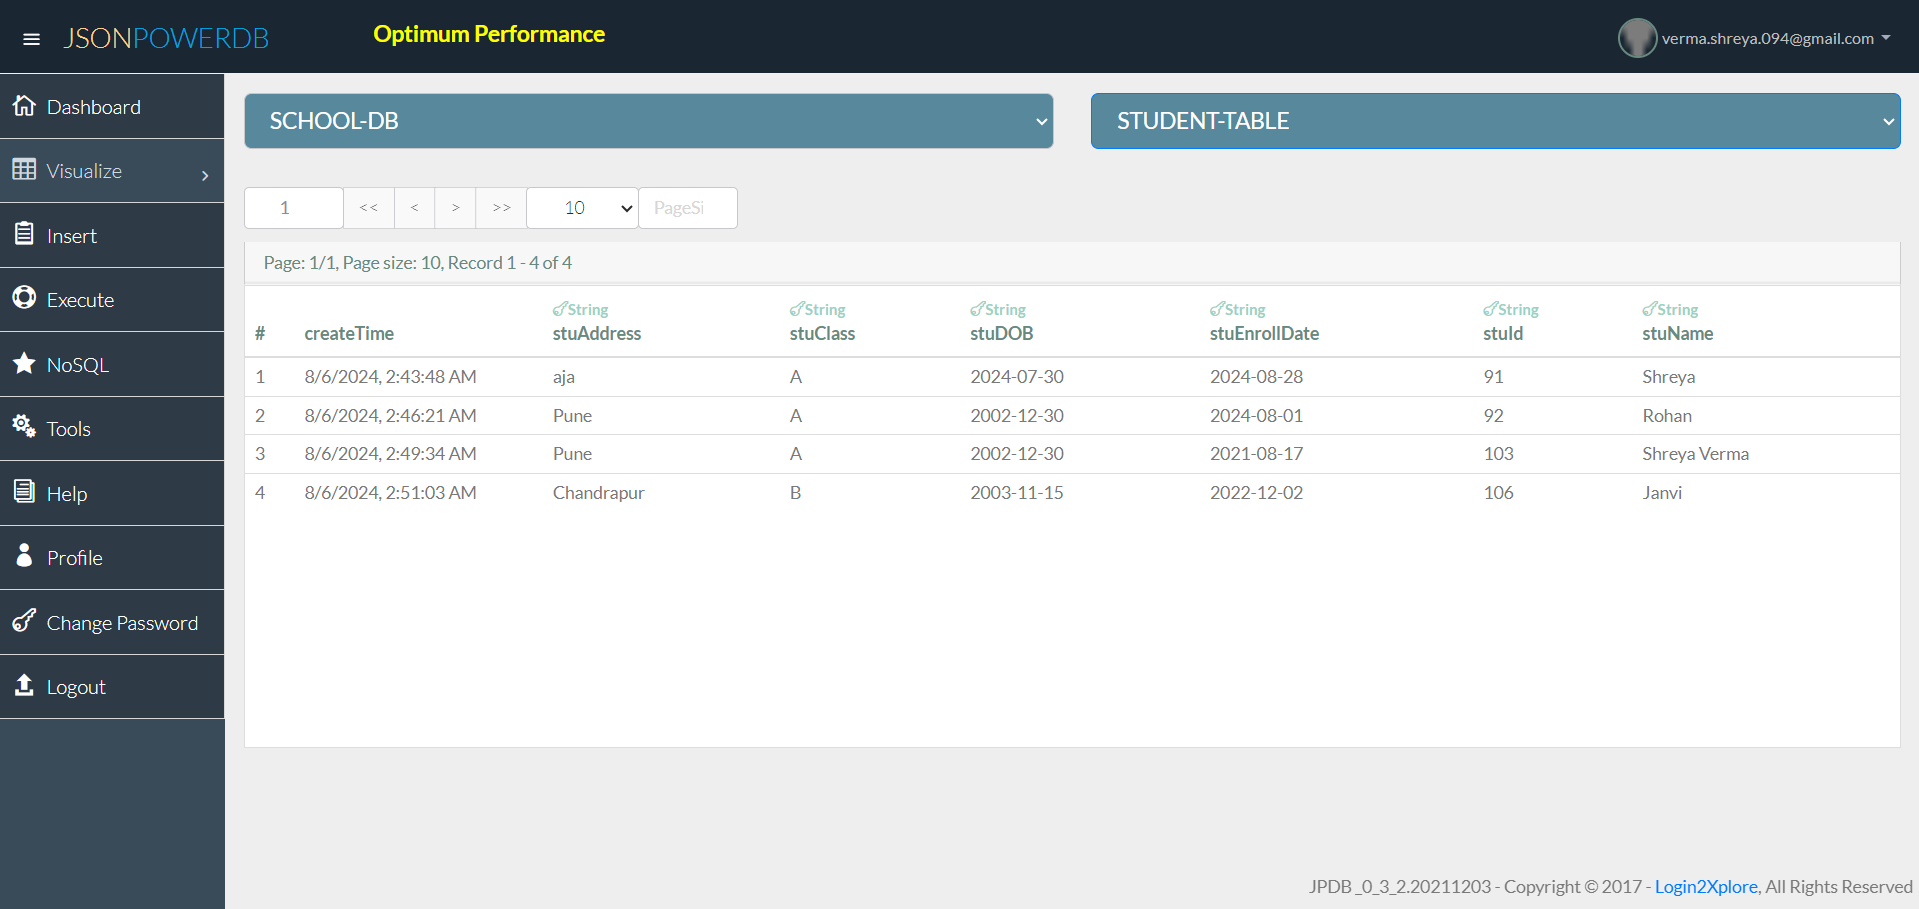 JSONPOWERDB
Optimum Performance
verma.shreya.094@gmail.com
Dashboard
Visualize
Insert
Execute
NoSQL
Tools
Help
Profile
Change Password
Logout
SCHOOL-DB
STUDENT-TABLE
1 << < > >> 10 PageSi
Page: 1/1, Page size: 10, Record 1 - 4 of 4
String String String String String String
# createTime stuAddress stuClass stuDOB stuEnrollDate stuId stuName
1 8/6/2024, 2:43:48 AM aja A 2024-07-30 2024-08-28 91 Shreya
2 8/6/2024, 2:46:21 AM Pune A 2002-12-30 2024-08-01 92 Rohan
3 8/6/2024, 2:49:34 AM Pune A 2002-12-30 2021-08-17 103 Shreya Verma
4 8/6/2024, 2:51:03 AM Chandrapur B 2003-11-15 2022-12-02 106 Janvi
JPDB_0_3_2.20211203 - Copyright © 2017 - Login2Xplore, All Rights Reserved